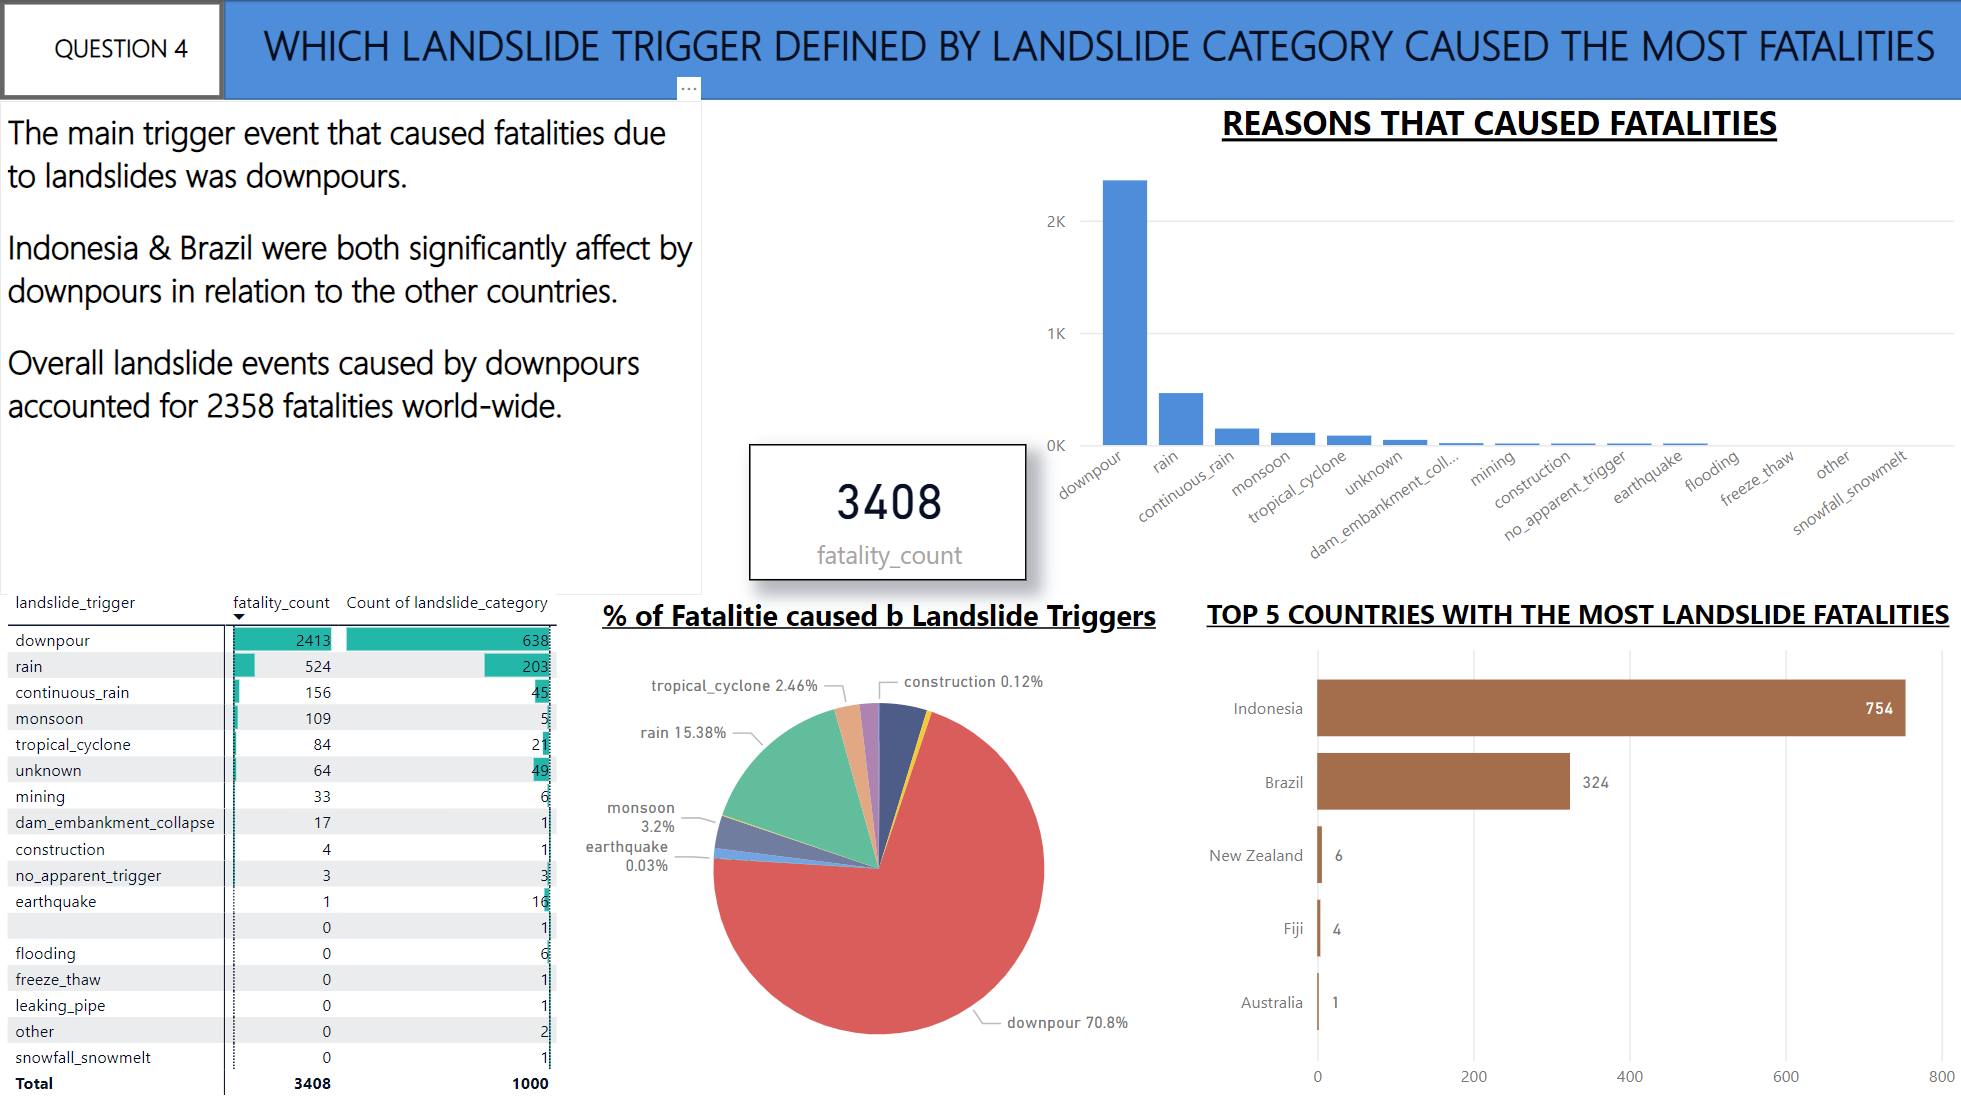 QUESTION 4
WHICH LANDSLIDE TRIGGER DEFINED BY LANDSLIDE CATEGORY CAUSED THE MOST FATALITIES
...
The main trigger event that caused fatalities due
to landslides was downpours.
Indonesia & Brazil were both significantly affect by
downpours in relation to the other countries.
Overall landslide events caused by downpours
accounted for 2358 fatalities world-wide.
3408
fatality_count
REASONS THAT CAUSED FATALITIES
2K
1K
0K
downpour
rain
continuous_rain
monsoon
tropical_cyclone
unknown
dam_embankment_coll...
mining
construction
no_apparent_trigger
earthquake
flooding
freeze_thaw
other
snowfall_snowmelt
landslide_trigger fatality_count Count of landslide_category
downpour 2413 638
rain 524 203
continuous_rain 156 45
monsoon 109 5
tropical_cyclone 84 21
unknown 64 49
mining 33 6
dam_embankment_collapse 17 1
construction 4 1
no_apparent_trigger 3 3
earthquake 1 16
0 1
flooding 0 6
freeze_thaw 0 1
leaking_pipe 0 1
other 0 2
snowfall_snowmelt 0 1
Total 3408 1000
% of Fatalitie caused b Landslide Triggers
tropical_cyclone 2.46%
construction 0.12%
rain 15.38%
monsoon
3.2%
earthquake
0.03%
downpour 70.8%
TOP 5 COUNTRIES WITH THE MOST LANDSLIDE FATALITIES
Indonesia 754
Brazil 324
New Zealand 6
Fiji 4
Australia 1
0 200 400 600 800